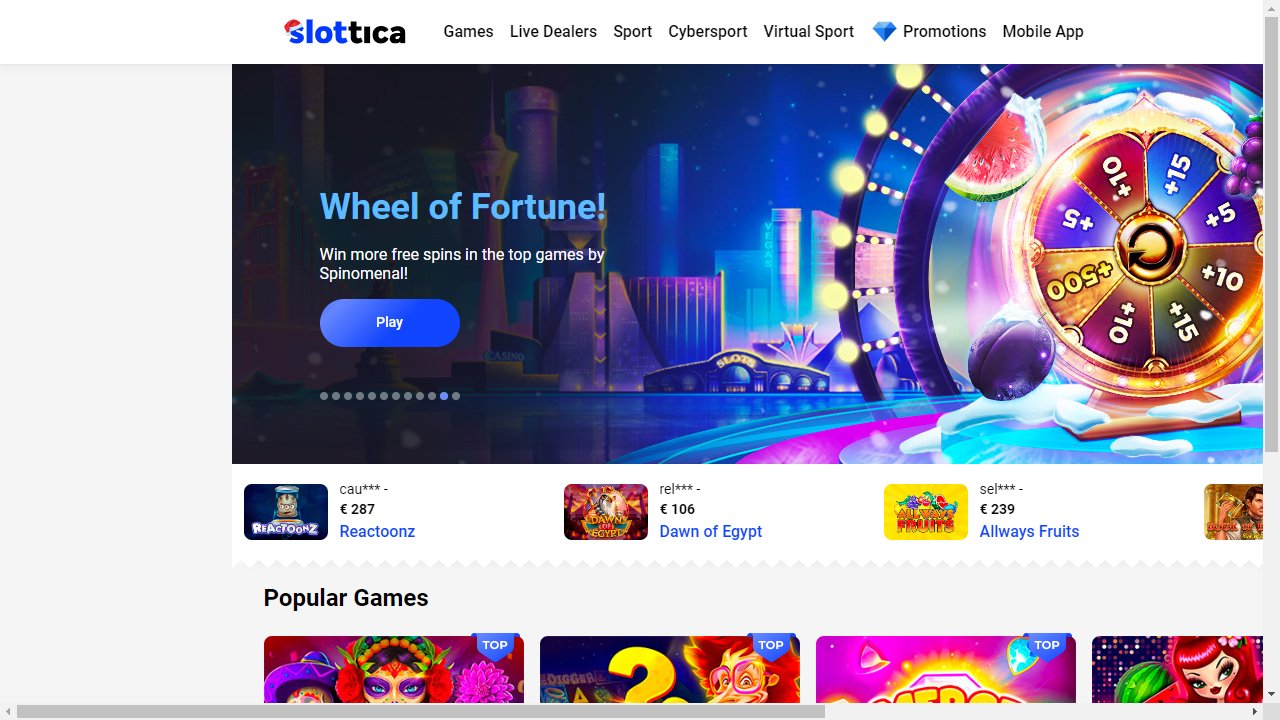 slottica
Games Live Dealers Sport Cybersport Virtual Sport Promotions Mobile App
Wheel of Fortune!
Win more free spins in the top games by
Spinomenal!
Play
VEGAS
CASINO
SLOTS
+10
+15
+5
+5
+500
+10
+10
+15
cau*** -
€ 287
Reactoonz
REACTOONZ
rel*** -
€ 106
Dawn of Egypt
DAWN
OF
EGYPT
sel*** -
€ 239
Allways Fruits
ALLWAYS
FRUITS
Popular Games
TOP
TOP
TOP